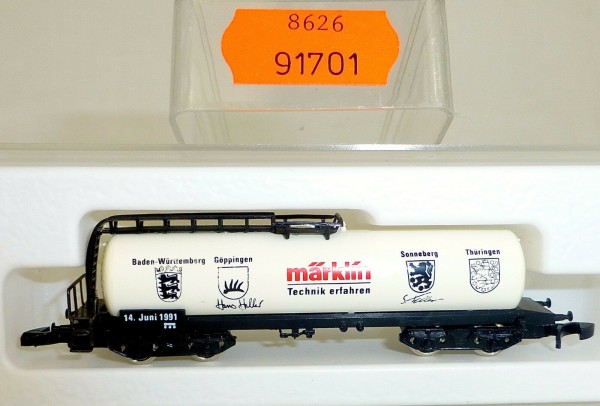 8626
91701
Baden-Württemberg Göppingen
märklin
Technik erfahren
Sonneberg Thüringen
14. Juni 1991